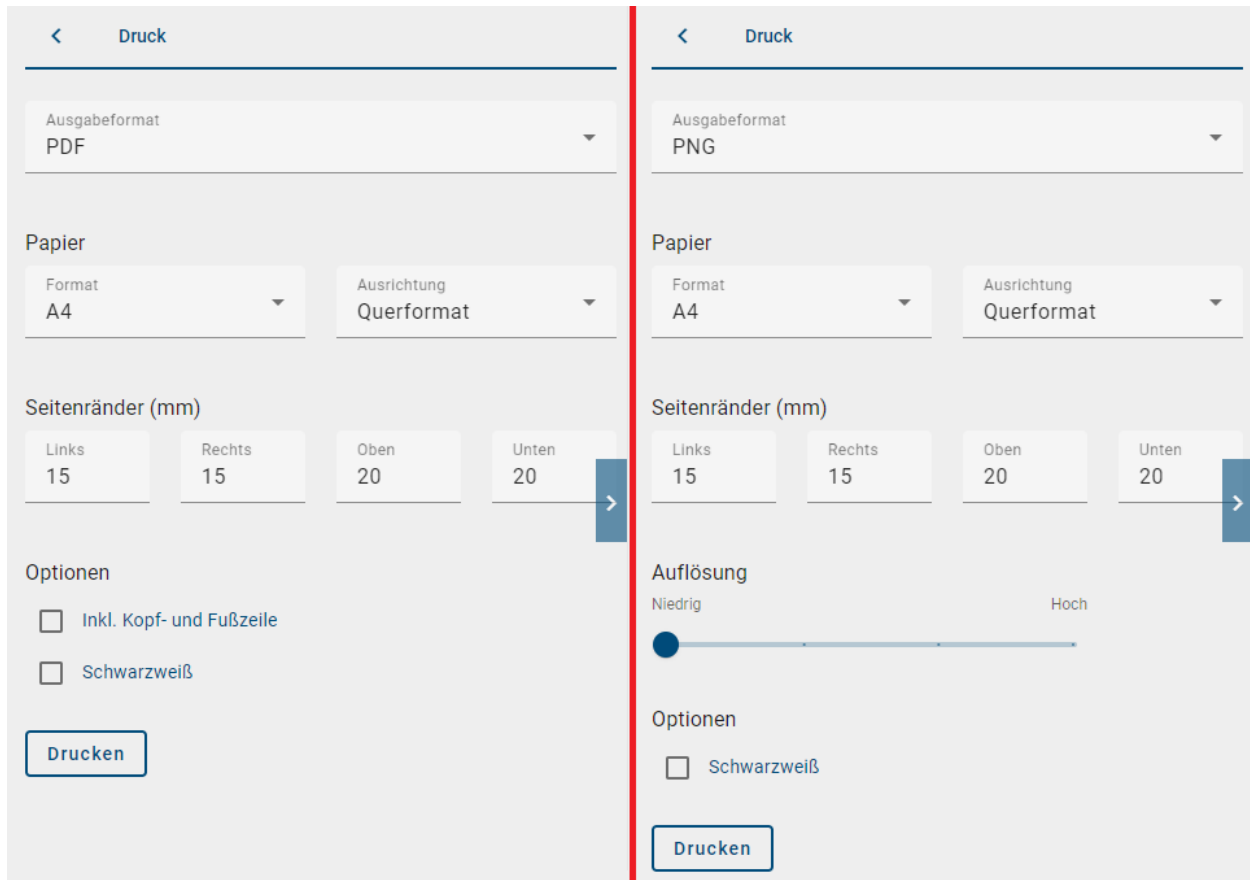 Druck
Ausgabeformat
PDF
Papier
Format
A4
Ausrichtung
Querformat
Seitenränder (mm)
Links
15
Rechts
15
Oben
20
Unten
20
Optionen
Inkl. Kopf- und Fußzeile
Schwarzweiß
Drucken
Druck
Ausgabeformat
PNG
Papier
Format
A4
Ausrichtung
Querformat
Seitenränder (mm)
Links
15
Rechts
15
Oben
20
Unten
20
Auflösung
Niedrig
Hoch
Optionen
Schwarzweiß
Drucken